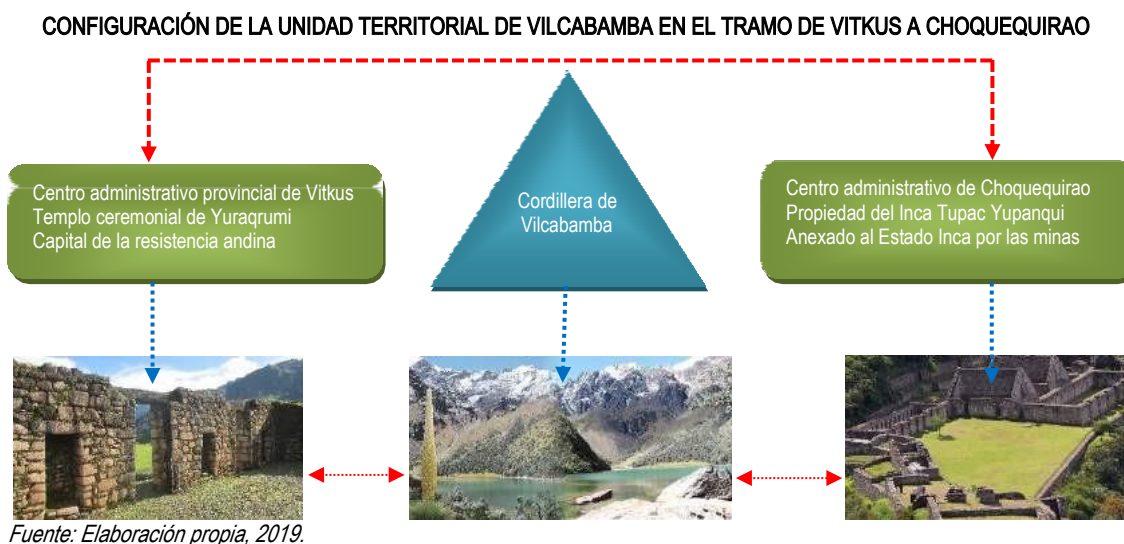 CONFIGURACIÓN DE LA UNIDAD TERRITORIAL DE VILCABAMBA EN EL TRAMO DE VITKUS A CHOQUEQUIRAO
Centro administrativo provincial de Vitkus
Templo ceremonial de Yuraqrumi
Capital de la resistencia andina
Cordillera de
Vilcabamba
Centro administrativo de Choquequirao
Propiedad del Inca Tupac Yupanqui
Anexado al Estado Inca por las minas
Fuente: Elaboración propia, 2019.